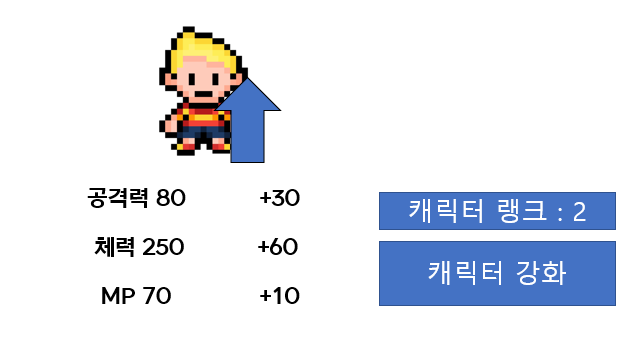 공격력 80 +30
체력 250 +60
MP 70 +10
캐릭터 랭크 : 2
캐릭터 강화